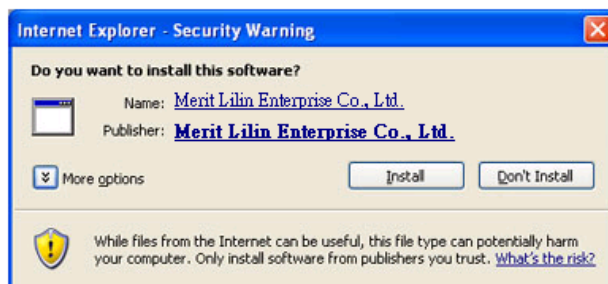 Internet Explorer - Security Warning
Do you want to install this software?
Name: Merit Lilin Enterprise Co., Ltd.
Publisher: Merit Lilin Enterprise Co., Ltd.
More options Install Don't Install
While files from the Internet can be useful, this file type can potentially harm
your computer. Only install software from publishers you trust. What's the risk?